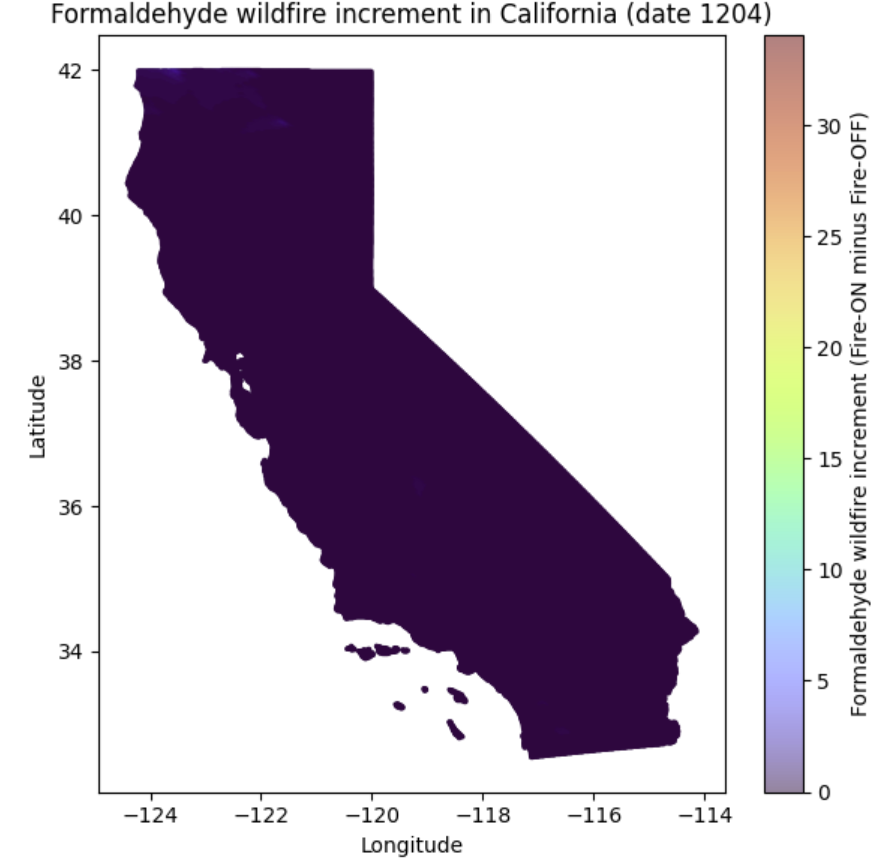 Formaldehyde wildfire increment in California (date 1204)
42
40
38
36
34
Latitude
−124 −122 −120 −118 −116 −114
Longitude
30
25
20
15
10
5
0
Formaldehyde wildfire increment (Fire-ON minus Fire-OFF)